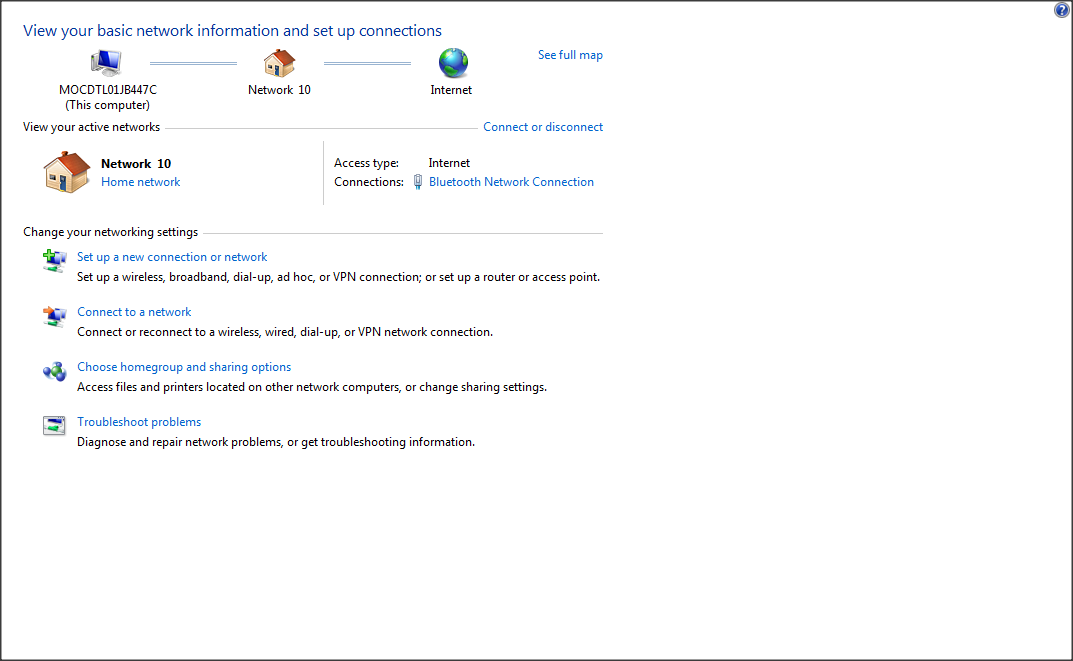 View your basic network information and set up connections
See full map
MOCDTL01JB447C
(This computer)
Network 10
Internet
View your active networks
Connect or disconnect
Network 10
Home network
Access type: Internet
Connections: Bluetooth Network Connection
Change your networking settings
Set up a new connection or network
Set up a wireless, broadband, dial-up, ad hoc, or VPN connection; or set up a router or access point.
Connect to a network
Connect or reconnect to a wireless, wired, dial-up, or VPN network connection.
Choose homegroup and sharing options
Access files and printers located on other network computers, or change sharing settings.
Troubleshoot problems
Diagnose and repair network problems, or get troubleshooting information.